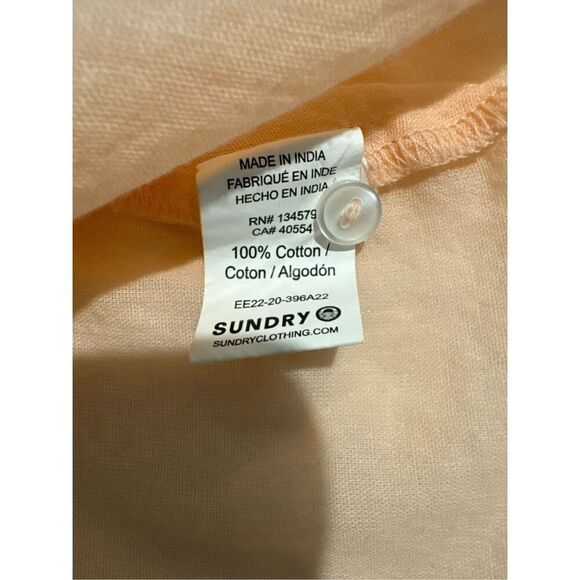 MADE IN INDIA
FABRIQUÉ EN INDE
HECHO EN INDIA
RN# 134579
CA# 40554
100% Cotton /
Coton / Algodón
EE22-20-396A22
SUNDRY
SUNDRYCLOTHING.COM